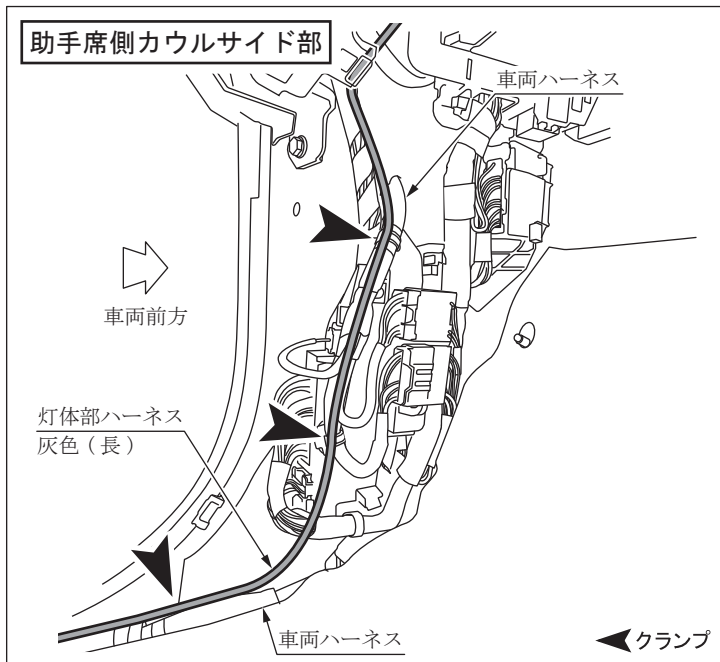 助手席側カウルサイド部
車両ハーネス
車両前方
灯体部ハーネス
灰色（長）
車両ハーネス
クランプ